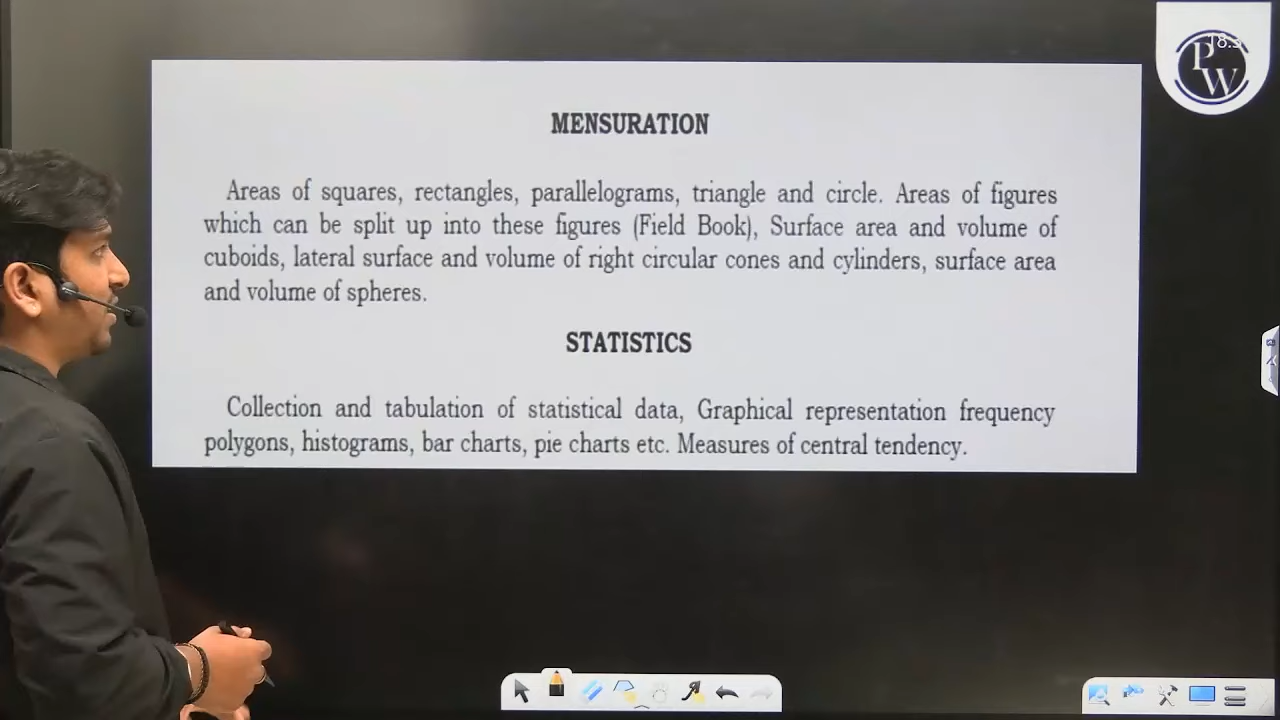 18.
PW
MENSURATION
Areas of squares, rectangles, parallelograms, triangle and circle. Areas of figures
which can be split up into these figures (Field Book), Surface area and volume of
cuboids, lateral surface and volume of right circular cones and cylinders, surface area
and volume of spheres.
STATISTICS
Collection and tabulation of statistical data, Graphical representation frequency
polygons, histograms, bar charts, pie charts etc. Measures of central tendency.